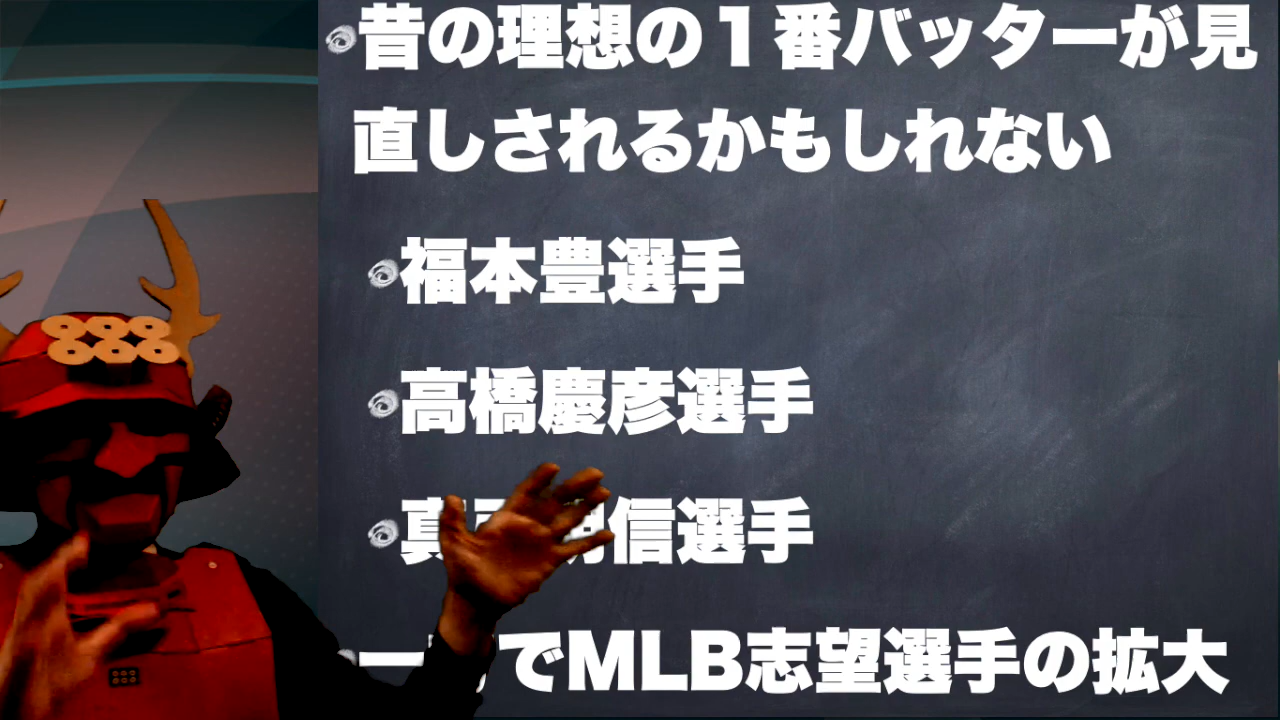 昔の理想の１番バッターが見
直しされるかもしれない
福本豊選手
高橋慶彦選手
真 信選手
一 でMLB志望選手の拡大